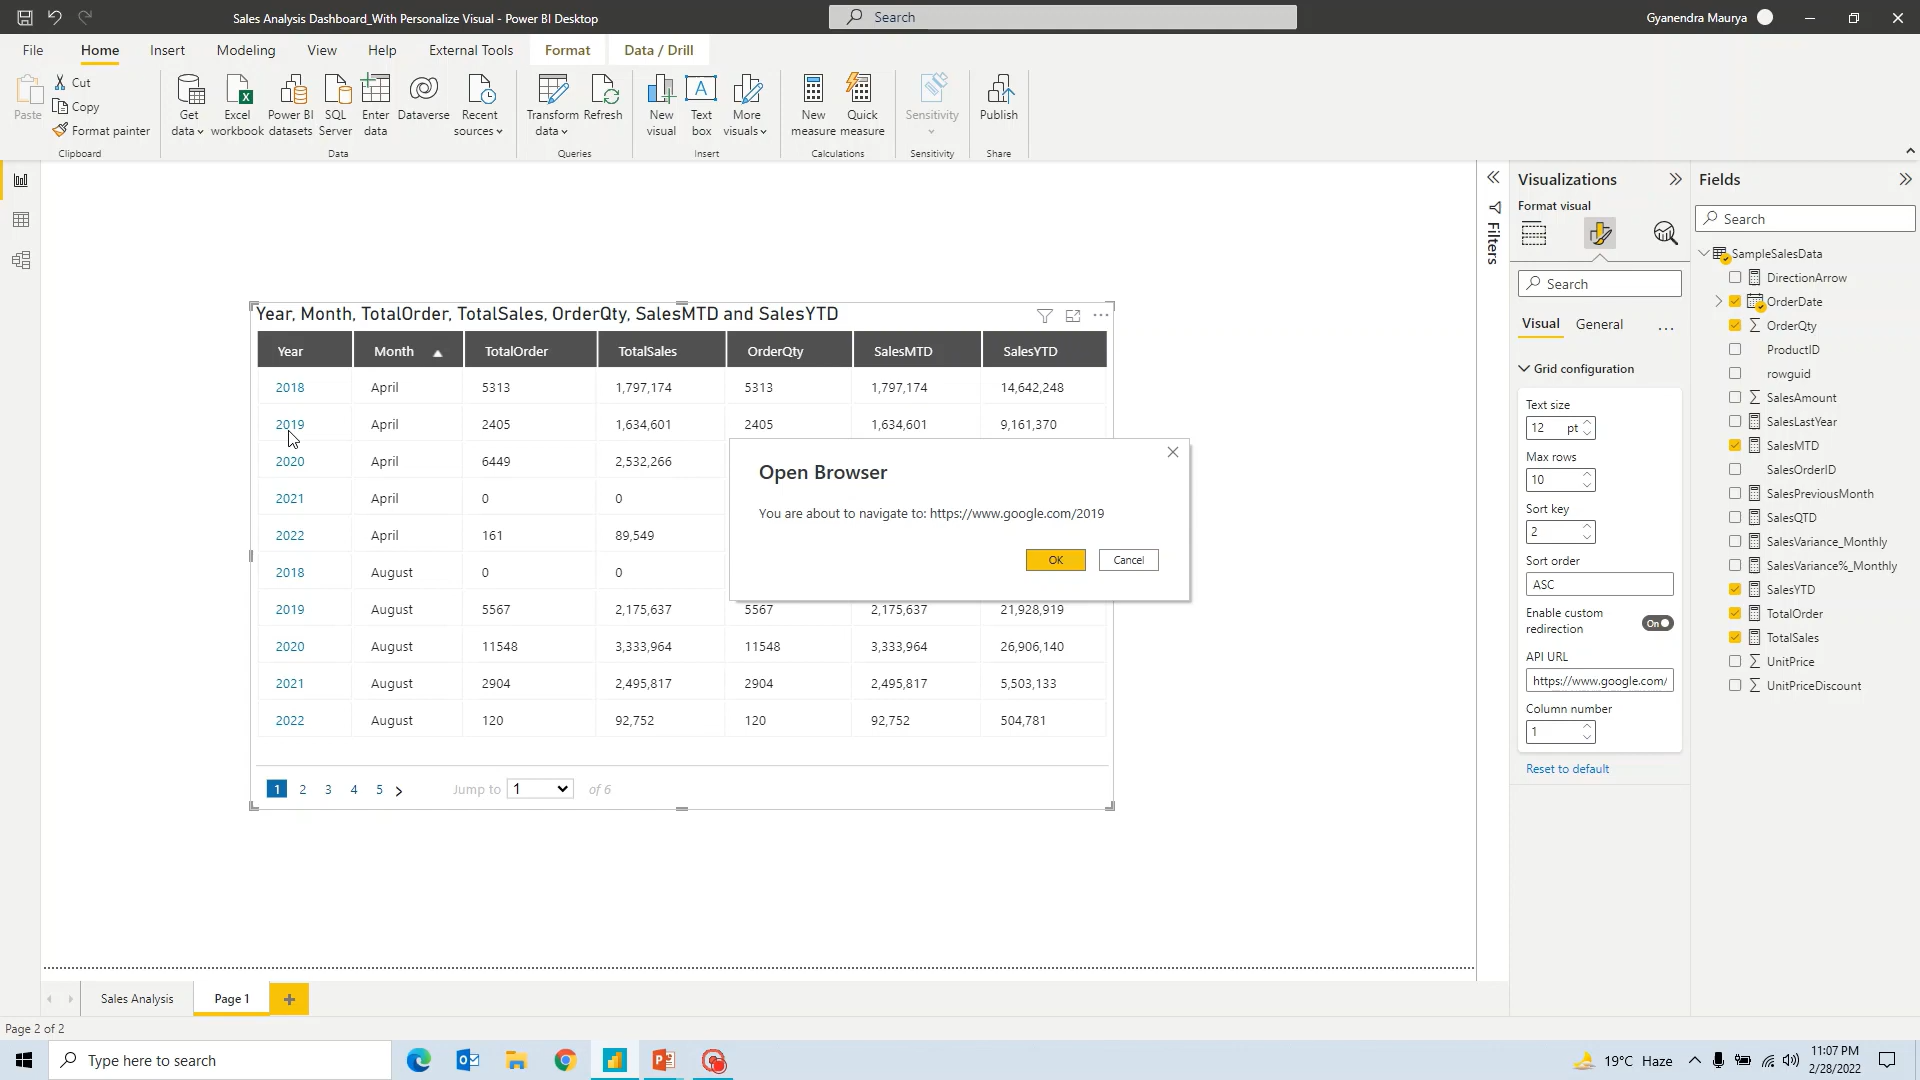 Sales Analysis Dashboard_With Personalize Visual - Power BI Desktop
Search
Gyanendra Maurya
File Home Insert Modeling View Help External Tools Format Data / Drill
Paste
Cut
Copy
Format painter
Clipboard
Get data
Excel workbook
Power BI datasets
SQL Server
Enter data
Dataverse
Recent sources
Data
Transform data
Refresh
Queries
New visual
Text box
More visuals
Insert
New measure
Quick measure
Calculations
Sensitivity
Sensitivity
Publish
Share
Year, Month, TotalOrder, TotalSales, OrderQty, SalesMTD and SalesYTD
Year Month TotalOrder TotalSales OrderQty SalesMTD SalesYTD
2018 April 5313 1,797,174 5313 1,797,174 14,642,248
2019 April 2405 1,634,601 2405 1,634,601 9,161,370
2020 April 6449 2,532,266
2021 April 0 0
2022 April 161 89,549
2018 August 0 0
2019 August 5567 2,175,637 5567 2,175,637 21,928,919
2020 August 11548 3,333,964 11548 3,333,964 26,906,140
2021 August 2904 2,495,817 2904 2,495,817 5,503,133
2022 August 120 92,752 120 92,752 504,781
1 2 3 4 5 Jump to 1 of 6
Open Browser
You are about to navigate to: https://www.google.com/2019
OK Cancel
Filters
Visualizations
Format visual
Search
Visual General ...
Grid configuration
Text size
12 pt
Max rows
10
Sort key
2
Sort order
ASC
Enable custom redirection On
API URL
https://www.google.com/
Column number
1
Reset to default
Fields
Search
SampleSalesData
DirectionArrow
OrderDate
OrderQty
ProductID
rowguid
SalesAmount
SalesLastYear
SalesMTD
SalesOrderID
SalesPreviousMonth
SalesQTD
SalesVariance_Monthly
SalesVariance%_Monthly
SalesYTD
TotalOrder
TotalSales
UnitPrice
UnitPriceDiscount
Sales Analysis Page 1
Page 2 of 2
Type here to search
19°C Haze
11:07 PM
2/28/2022